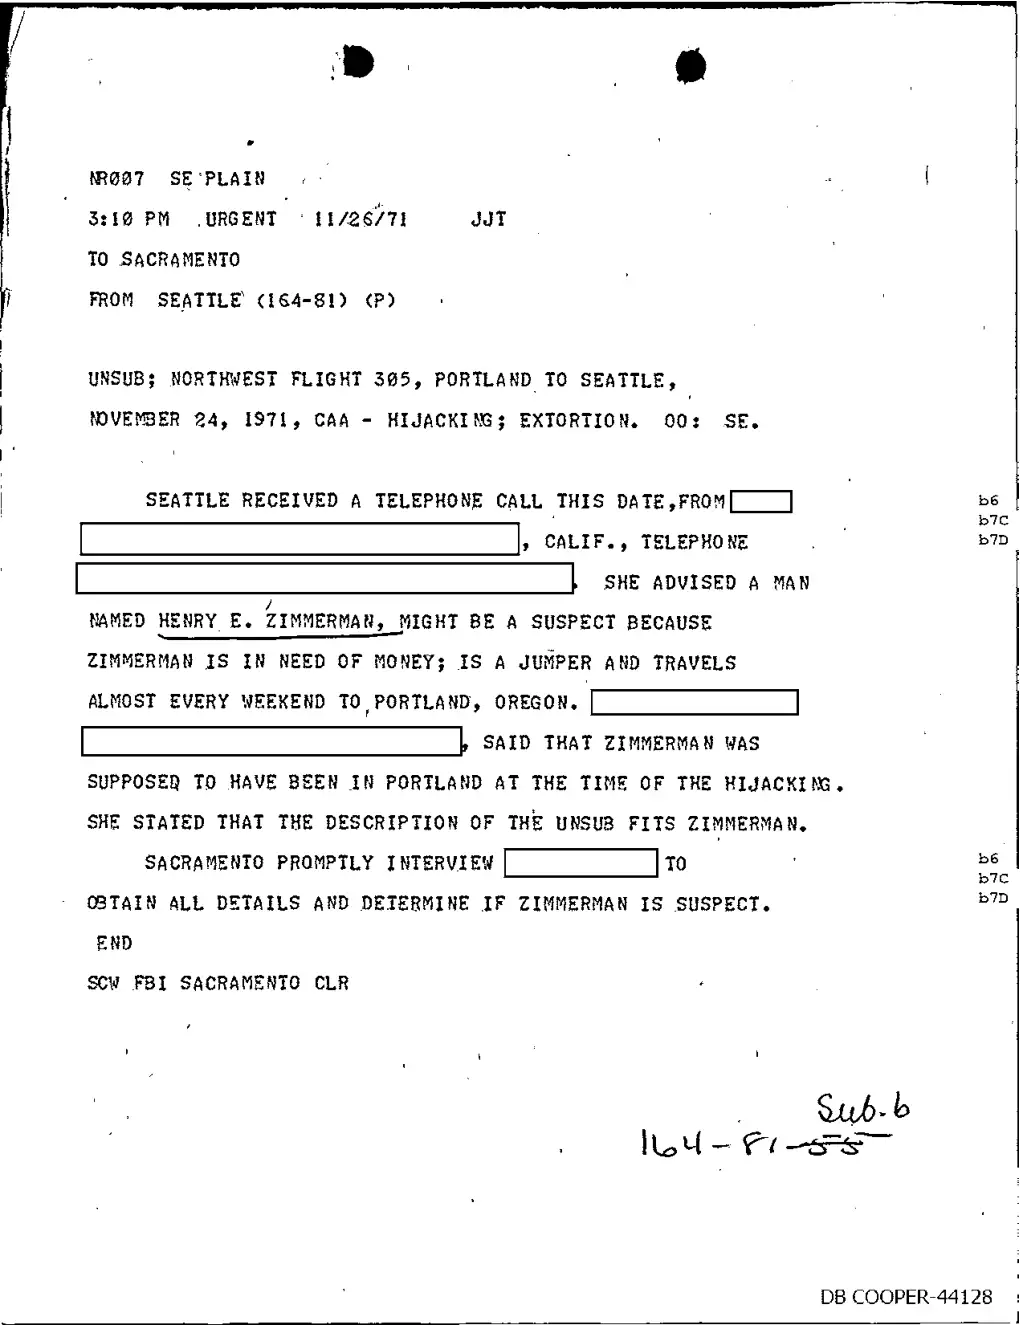 NR007 SE PLAIN
3:10 PM URGENT 11/26/71 JJT
TO SACRAMENTO
FROM SEATTLE (164-81) (P)
UNSUB; NORTHWEST FLIGHT 305, PORTLAND TO SEATTLE,
NOVEMBER 24, 1971, CAA - HIJACKING; EXTORTION. OO: SE.
SEATTLE RECEIVED A TELEPHONE CALL THIS DATE, FROM
b6
b7C
, CALIF., TELEPHONE
b7D
. SHE ADVISED A MAN
NAMED HENRY E. ZIMMERMAN, MIGHT BE A SUSPECT BECAUSE
ZIMMERMAN IS IN NEED OF MONEY; IS A JUMPER AND TRAVELS
ALMOST EVERY WEEKEND TO PORTLAND, OREGON.
, SAID THAT ZIMMERMAN WAS
SUPPOSED TO HAVE BEEN IN PORTLAND AT THE TIME OF THE HIJACKING.
SHE STATED THAT THE DESCRIPTION OF THE UNSUB FITS ZIMMERMAN.
SACRAMENTO PROMPTLY INTERVIEW TO
b6
b7C
OBTAIN ALL DETAILS AND DETERMINE IF ZIMMERMAN IS SUSPECT.
b7D
END
SCW FBI SACRAMENTO CLR
Sub-b
164-81-55
DB COOPER-44128